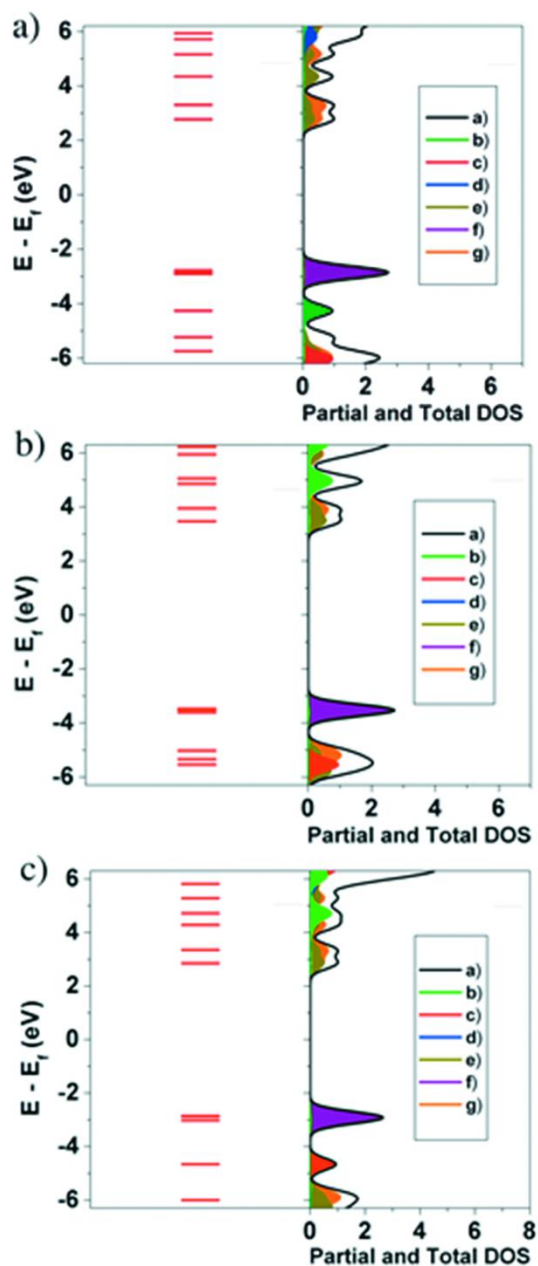 a)
6
4
2
0
-2
-4
-6
E - Ef (eV)
a)
b)
c)
d)
e)
f)
g)
0 2 4 6
Partial and Total DOS
b)
6
4
2
0
-2
-4
-6
E - Ef (eV)
a)
b)
c)
d)
e)
f)
g)
0 2 4 6
Partial and Total DOS
c)
6
4
2
0
-2
-4
-6
E - Ef (eV)
a)
b)
c)
d)
e)
f)
g)
0 2 4 6 8
Partial and Total DOS